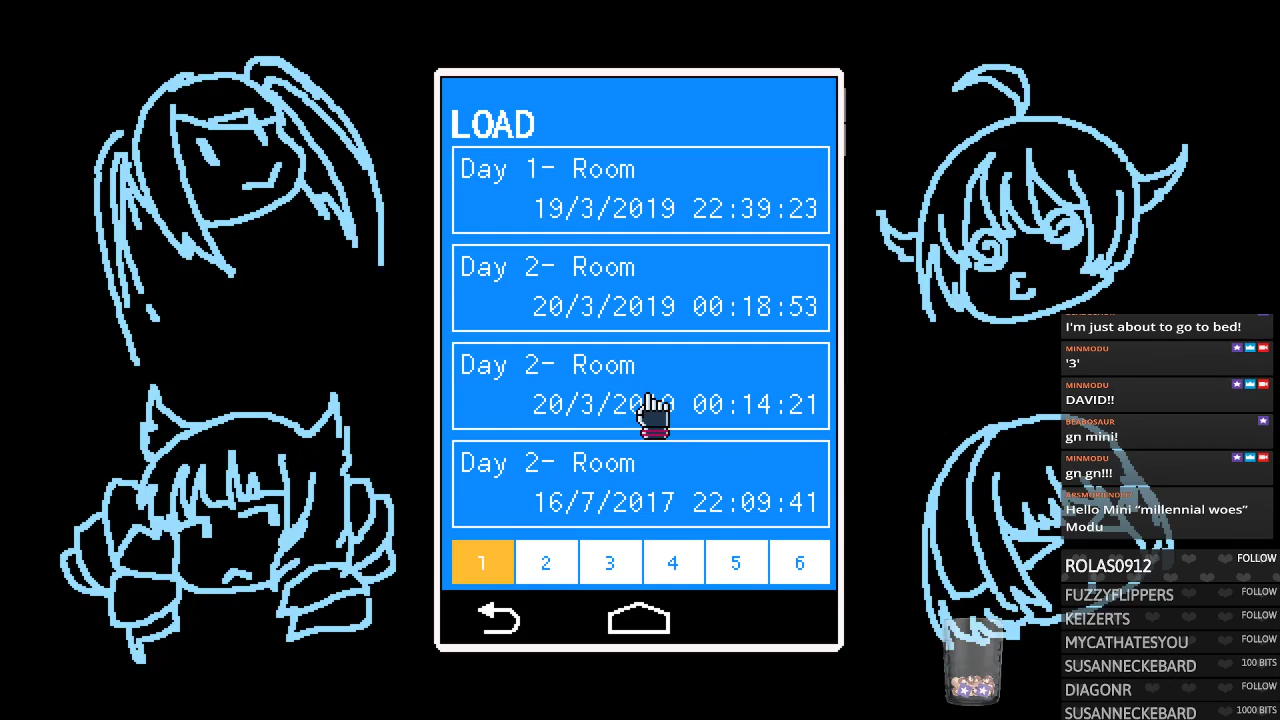 LOAD
Day 1- Room
19/3/2019 22:39:23
Day 2- Room
20/3/2019 00:18:53
Day 2- Room
00:14:21
Day 2- Room
16/7/2017 22:09:41
1 2 3 4 5 6
I'm just about to go to bed!
MINMODU
'3'
MINMODU
DAVID!!
BEABOSAUR
gn mini!
MINMODU
gn gn!!!
Hello Mini “millennial woes”
Modu
ROLAS0912 FOLLOW
FUZZYFLIPPERS FOLLOW
KEIZERTS FOLLOW
MYCATHATESYOU FOLLOW
SUSANNECKEBARD 100 BITS
DIAGONR FOLLOW
SUSANNECKEBARD 1000 BITS